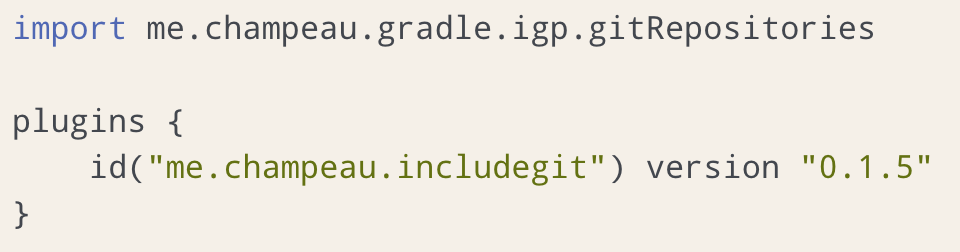 import me.champeau.gradle.igp.gitRepositories

plugins {
    id("me.champeau.includegit") version "0.1.5"
}